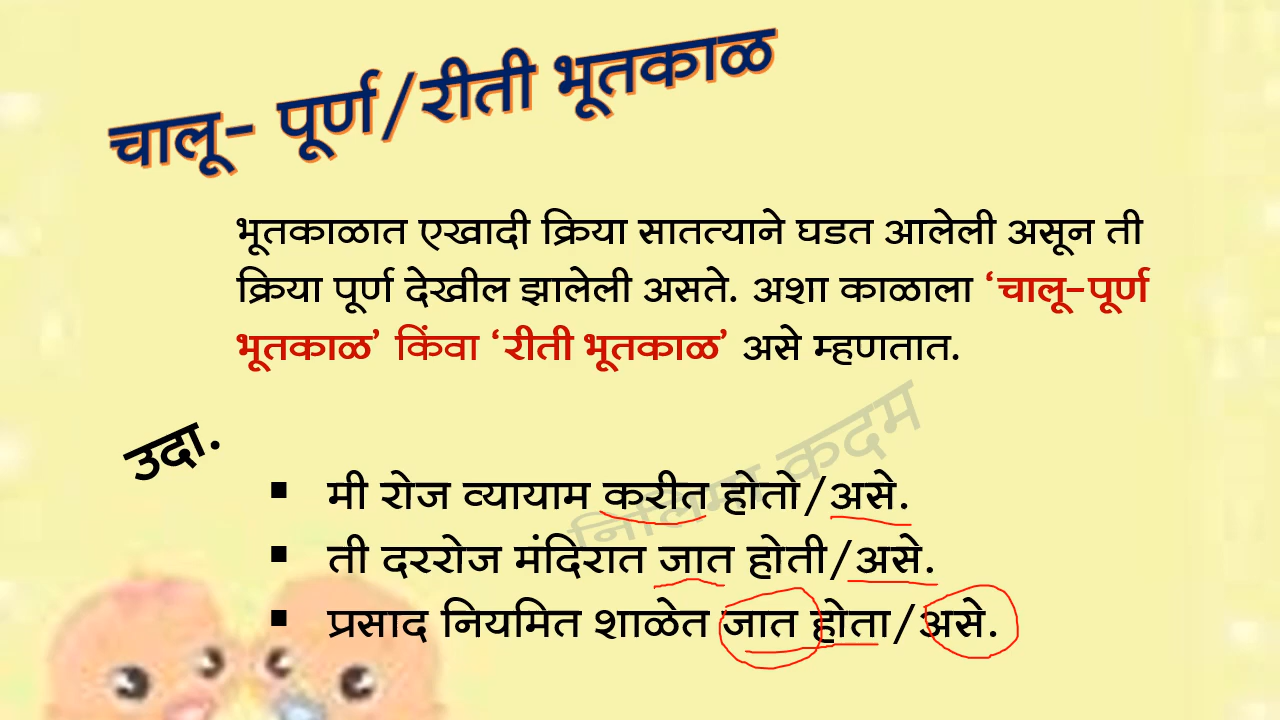 चालू- पूर्ण/रीती भूतकाळ
भूतकाळात एखादी क्रिया सातत्याने घडत आलेली असून ती
क्रिया पूर्ण देखील झालेली असते. अशा काळाला ‘चालू-पूर्ण
भूतकाळ’ किंवा ‘रीती भूतकाळ’ असे म्हणतात.
उदा.
▪ मी रोज व्यायाम करीत होतो/असे.
▪ ती दररोज मंदिरात जात होती/असे.
▪ प्रसाद नियमित शाळेत जात होता/असे.
निलिमा कदम